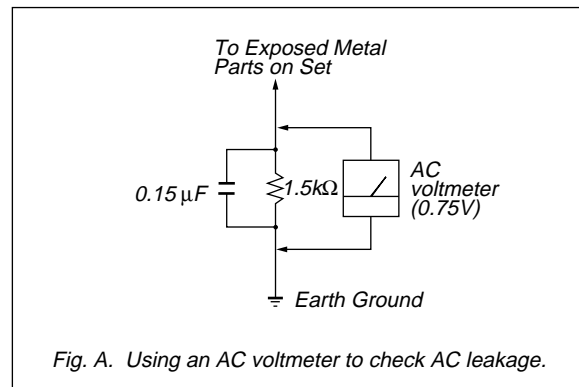 To Exposed Metal
Parts on Set
0.15 µF
1.5kΩ
AC
voltmeter
(0.75V)
Earth Ground
Fig. A. Using an AC voltmeter to check AC leakage.